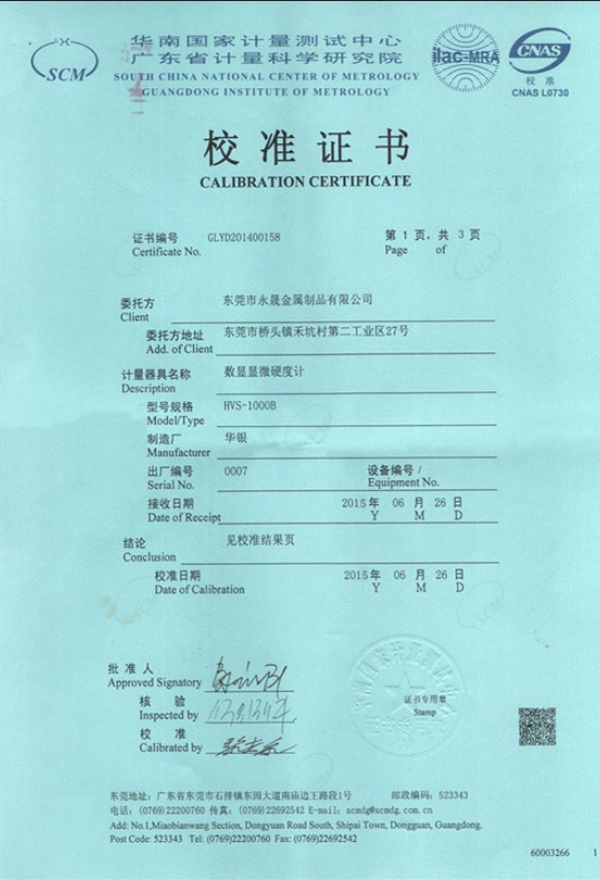 SCM
华南国家计量测试中心
广东省计量科学研究院
SOUTH CHINA NATIONAL CENTER OF METROLOGY
GUANGDONG INSTITUTE OF METROLOGY
ilac-MRA
CNAS
校 准
CNAS L0730
校准证书
CALIBRATION CERTIFICATE
证书编号 GLYD201400158 第 1 页, 共 3 页
Certificate No. Page of
委托方 东莞市永晟金属制品有限公司
Client
委托方地址 东莞市桥头镇禾坑村第二工业区27号
Add. of Client
计量器具名称 数显显微硬度计
Description
型号规格 HVS-1000B
Model/Type
制造厂 华银
Manufacturer
出厂编号 0007 设备编号 /
Serial No. Equipment No.
接收日期 2015 年 06 月 26 日
Date of Receipt Y M D
结论 见校准结果页
Conclusion
校准日期 2015 年 06 月 26 日
Date of Calibration Y M D
批 准 人
Approved Signatory
核 验
Inspected by
校 准
Calibrated by
证书专用章
Stamp
东莞地址: 广东省东莞市石排镇东园大道南庙边王路段1号 邮政编码: 523343
电话: (0769)22200760 传真: (0769)22692542 E-mail: scmdg@scmdg.com.cn
Add: No.1,Miaobianwang Section, Dongyuan Road South, Shipai Town, Dongguan, Guangdong.
Post Code: 523343 Tel: (0769)22200760 Fax: (0769)22692542
60003266 1